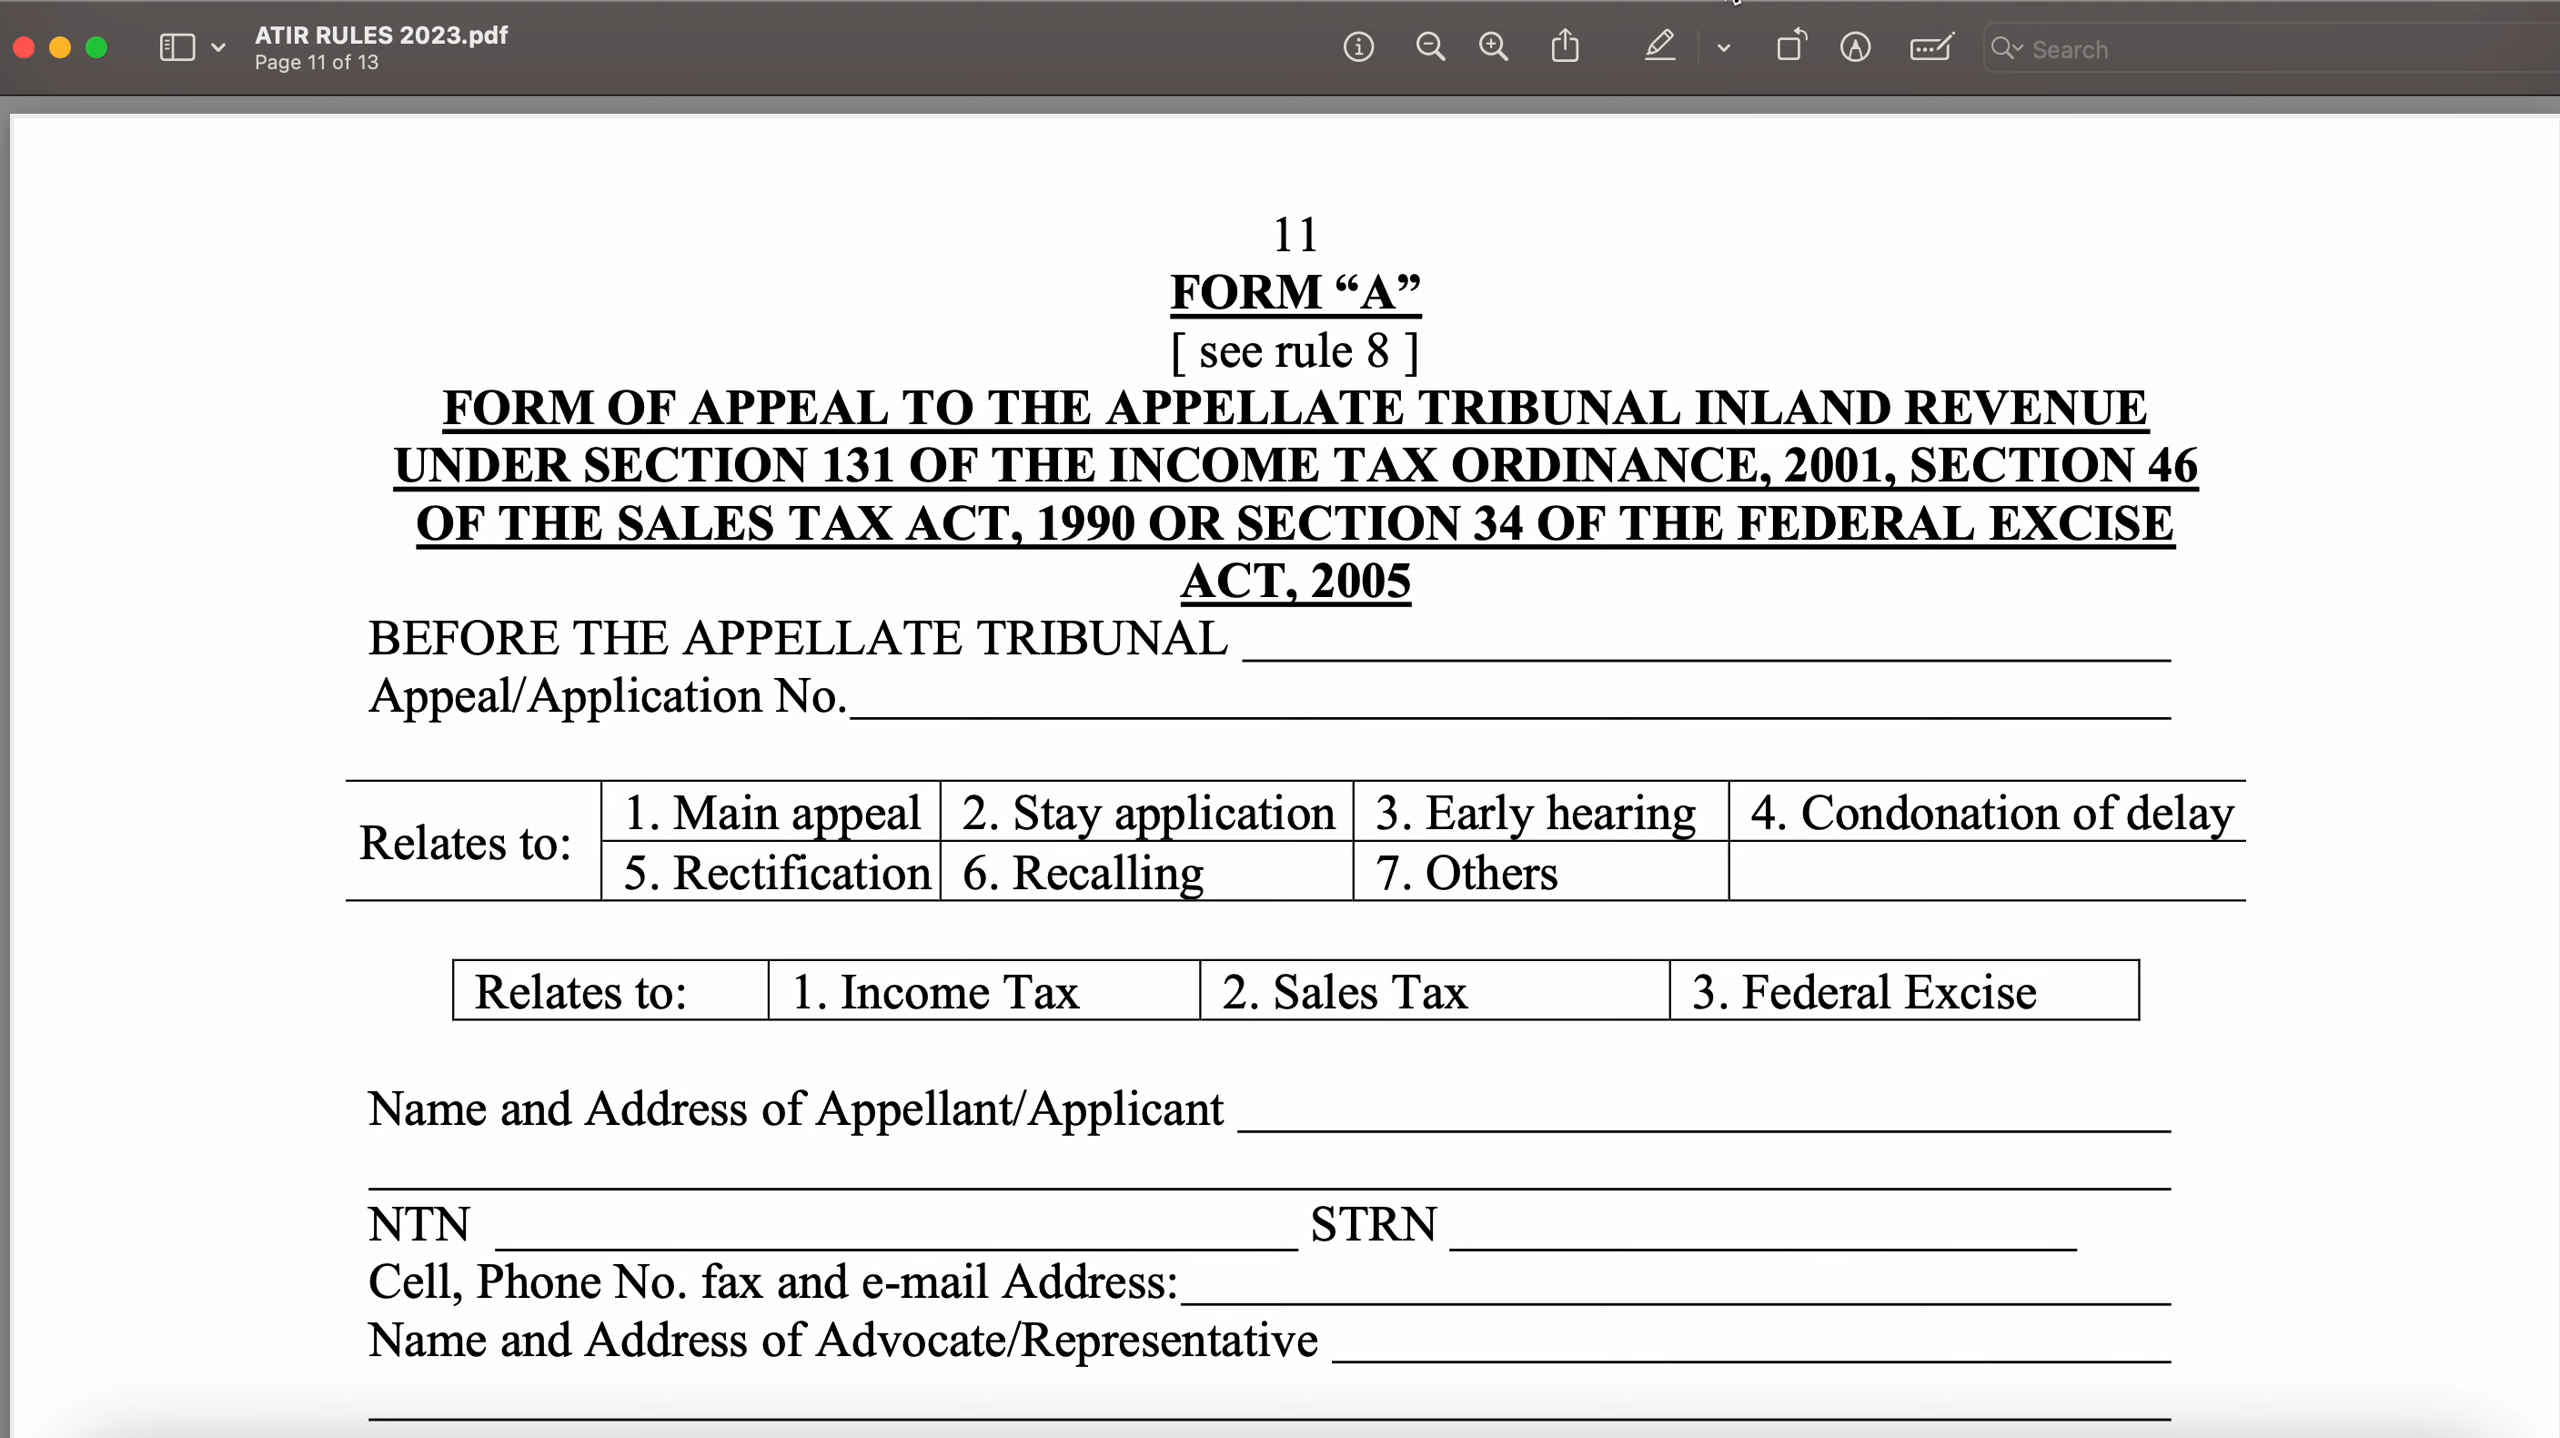 ATIR RULES 2023.pdf
Page 11 of 13
Search
11
FORM “A”
[ see rule 8 ]
FORM OF APPEAL TO THE APPELLATE TRIBUNAL INLAND REVENUE
UNDER SECTION 131 OF THE INCOME TAX ORDINANCE, 2001, SECTION 46
OF THE SALES TAX ACT, 1990 OR SECTION 34 OF THE FEDERAL EXCISE
ACT, 2005
BEFORE THE APPELLATE TRIBUNAL
Appeal/Application No.
Relates to: 1. Main appeal 2. Stay application 3. Early hearing 4. Condonation of delay
5. Rectification 6. Recalling 7. Others
Relates to: 1. Income Tax 2. Sales Tax 3. Federal Excise
Name and Address of Appellant/Applicant
NTN STRN
Cell, Phone No. fax and e-mail Address:
Name and Address of Advocate/Representative